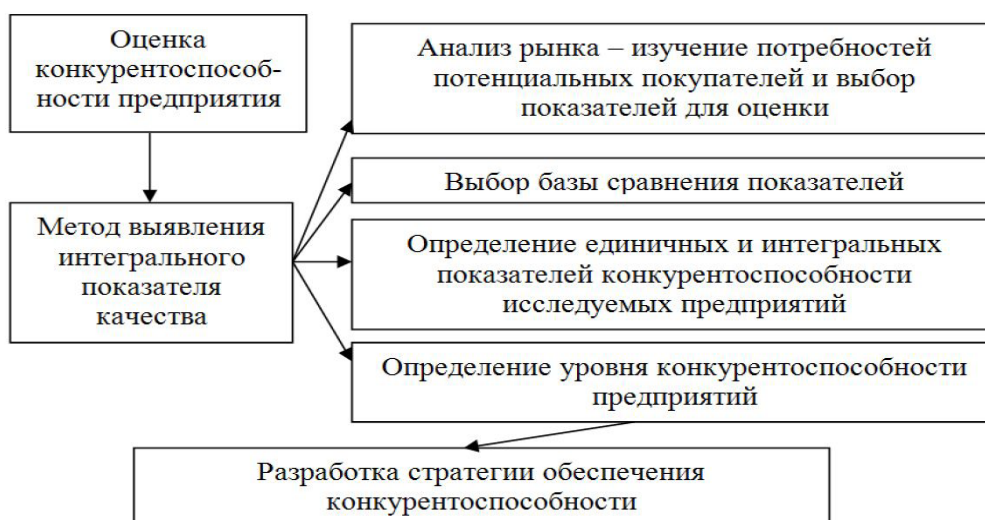 Оценка
конкурентоспособ-
ности предприятия
Метод выявления
интегрального
показателя
качества
Анализ рынка – изучение потребностей
потенциальных покупателей и выбор
показателей для оценки
Выбор базы сравнения показателей
Определение единичных и интегральных
показателей конкурентоспособности
исследуемых предприятий
Определение уровня конкурентоспособности
предприятий
Разработка стратегии обеспечения
конкурентоспособности